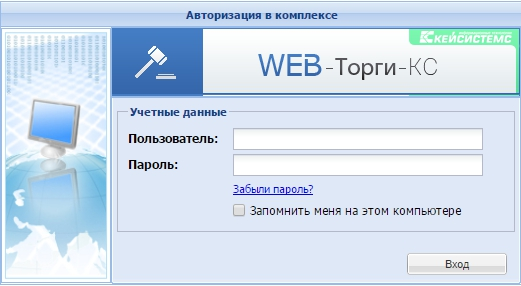 Авторизация в комплексе
КЕЙСИСТЕМС
WEB-Торги-КС
Учетные данные
Пользователь:
Пароль:
Забыли пароль?
Запомнить меня на этом компьютере
Вход